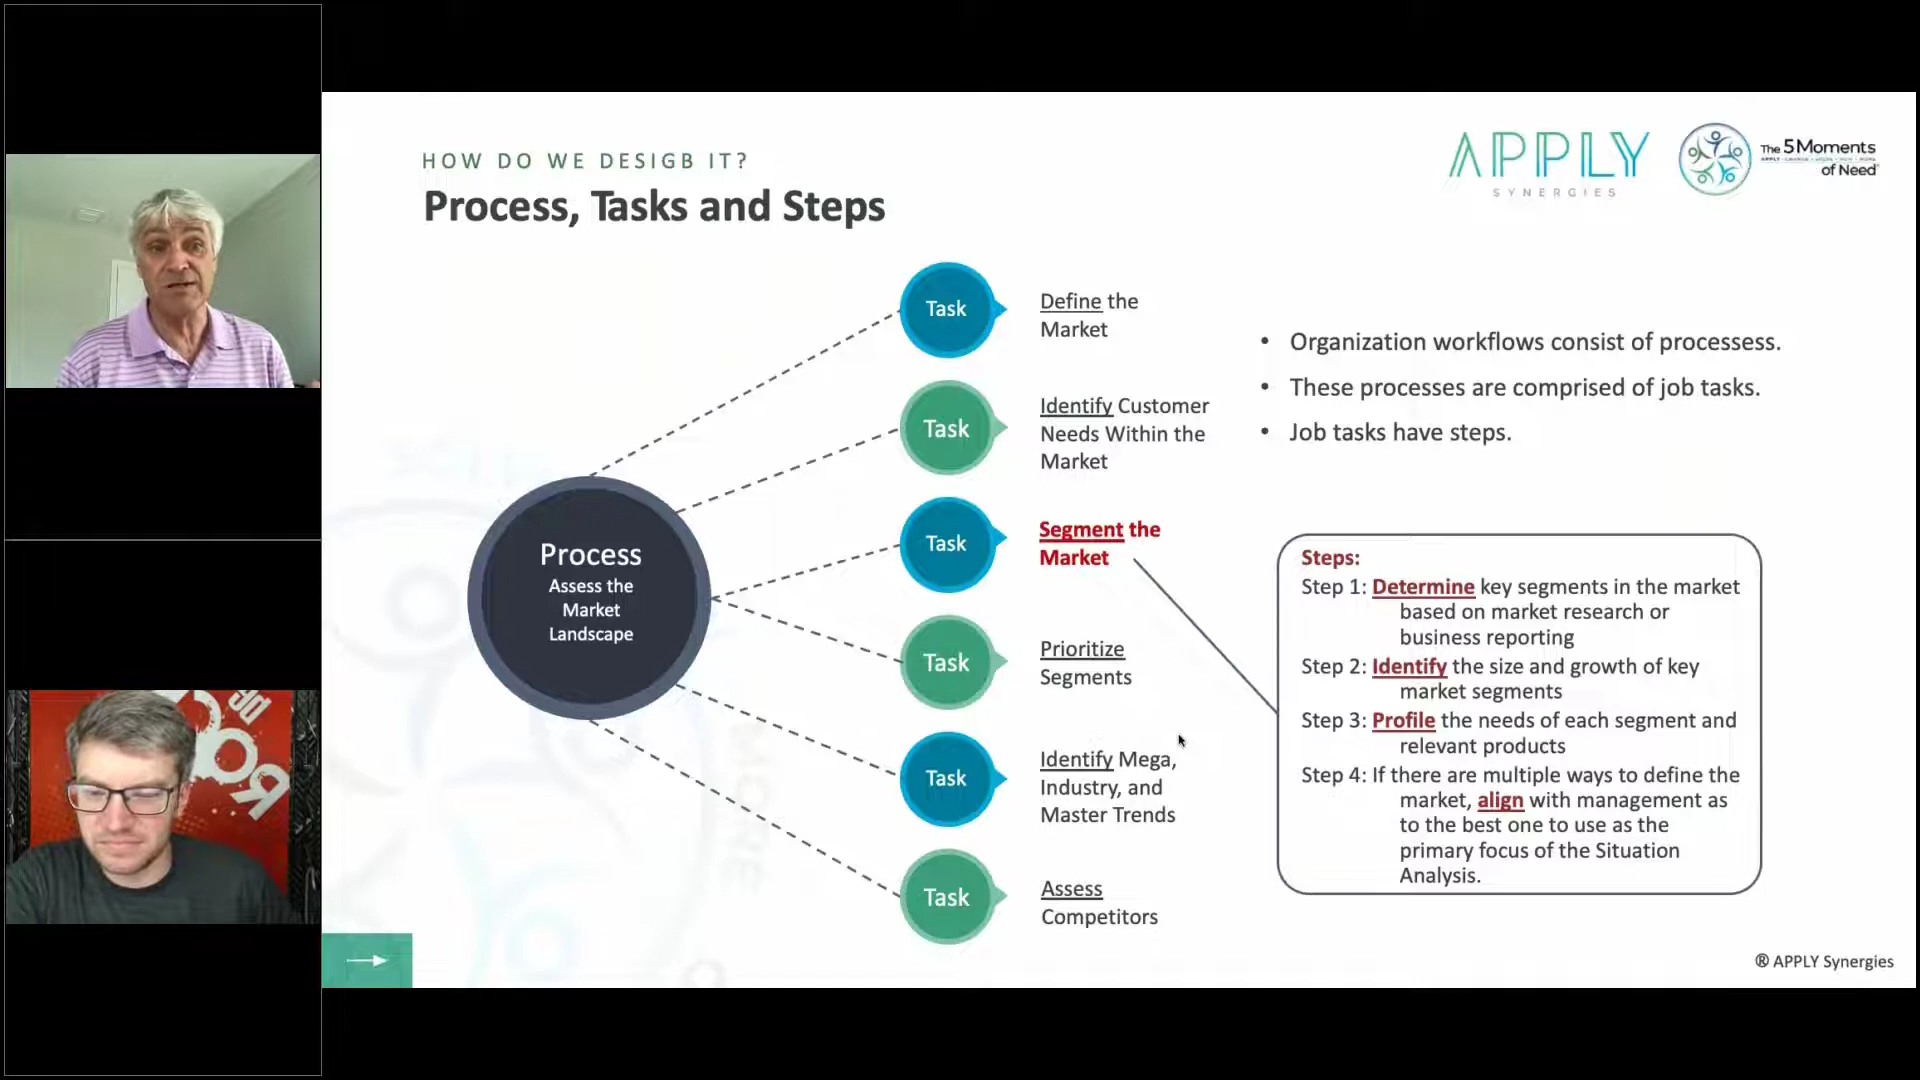 HOW DO WE DESIGB IT?
Process, Tasks and Steps
APPLY
SYNERGIES
The 5 Moments
of Need
Process
Assess the
Market
Landscape
Task
Define the
Market
Task
Identify Customer
Needs Within the
Market
Task
Segment the
Market
Task
Prioritize
Segments
Task
Identify Mega,
Industry, and
Master Trends
Task
Assess
Competitors
• Organization workflows consist of processess.
• These processes are comprised of job tasks.
• Job tasks have steps.
Steps:
Step 1: Determine key segments in the market
based on market research or
business reporting
Step 2: Identify the size and growth of key
market segments
Step 3: Profile the needs of each segment and
relevant products
Step 4: If there are multiple ways to define the
market, align with management as
to the best one to use as the
primary focus of the Situation
Analysis.
® APPLY Synergies
MORE